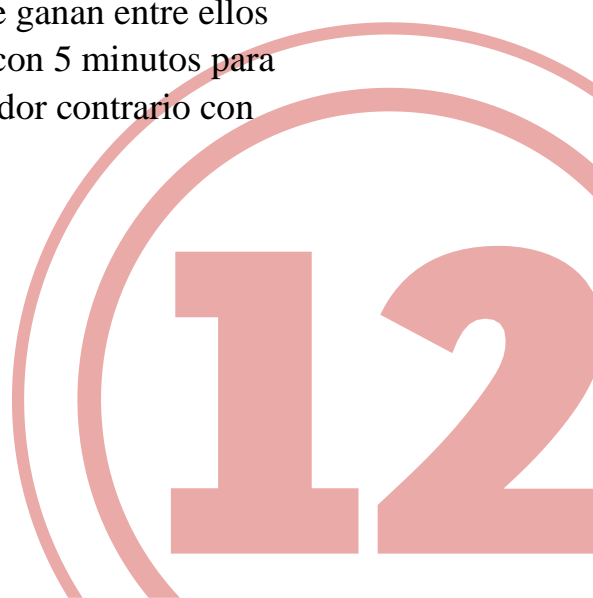 e ganan entre ellos
con 5 minutos para
dor contrario con
12